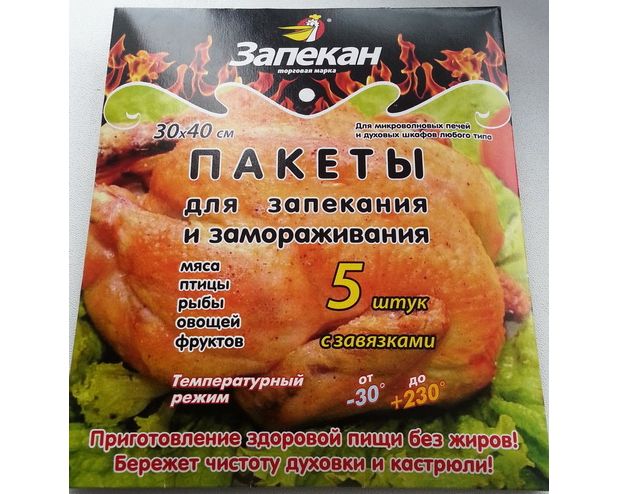 Запекан
торговая марка
30x40 см
Для микроволновых печей
и духовых шкафов любого типа
ПАКЕТЫ
для запекания
и замораживания
мяса
птицы
рыбы
овощей
фруктов
5 штук
с завязками
Температурный
режим
от -30°
до +230°
Приготовление здоровой пищи без жиров!
Бережет чистоту духовки и кастрюли!